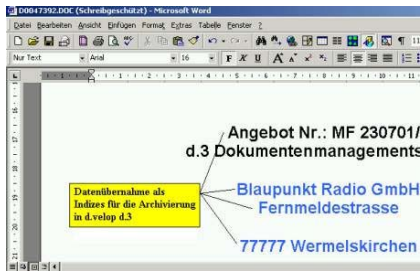 D0047392.DOC (Schreibgeschützt) - Microsoft Word
Datei Bearbeiten Ansicht Einfügen Format Extras Tabelle Fenster ?
Nur Text Arial 16 F K U
Angebot Nr.: MF 230701/
d.3 Dokumentenmanagements
Datenübernahme als
Indizes für die Archivierung
in d.velop d.3
Blaupunkt Radio GmbH
Fernmeldestrasse
77777 Wermelskirchen